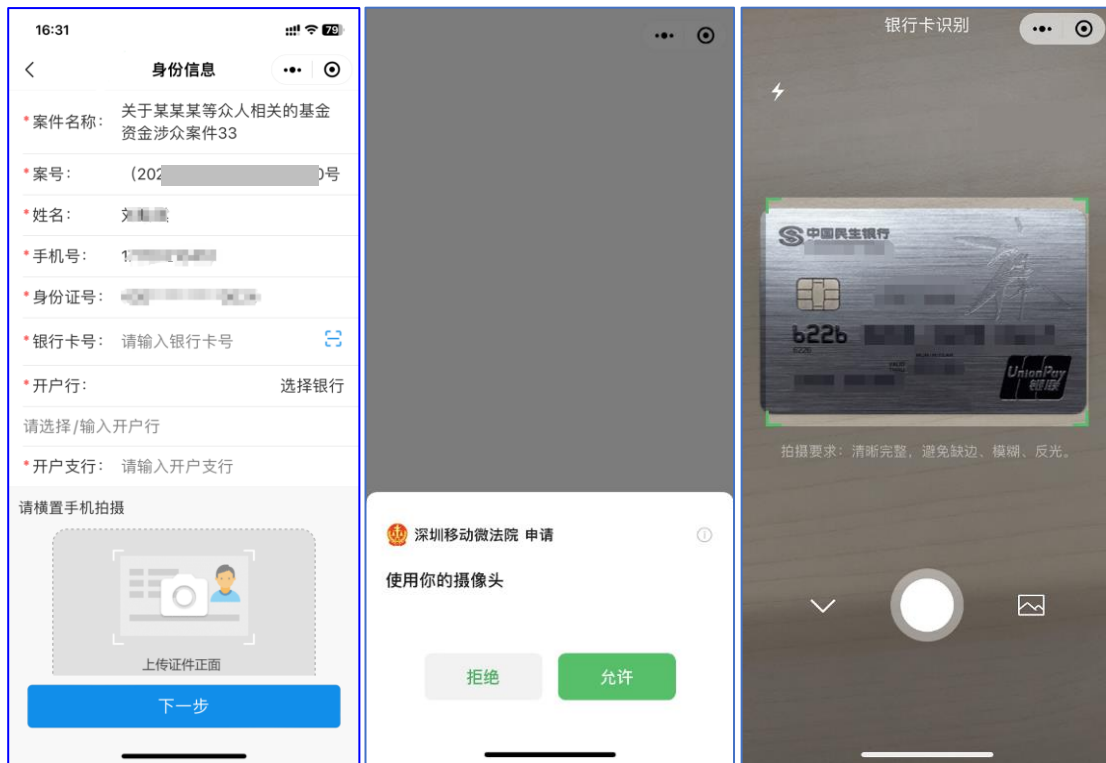 16:31
79
身份信息
*案件名称：
关于某某某等众人相关的基金
资金涉众案件33
*案号：
（202
0号
*姓名：
*手机号：
1
*身份证号：
*银行卡号：
请输入银行卡号
*开户行：
选择银行
请选择/输入开户行
*开户支行：
请输入开户支行
请横置手机拍摄
上传证件正面
下一步
深圳移动微法院 申请
使用你的摄像头
拒绝
允许
银行卡识别
中国民生银行
6226
6226
UnionPay
银联
拍摄要求：清晰完整，避免缺边、模糊、反光。